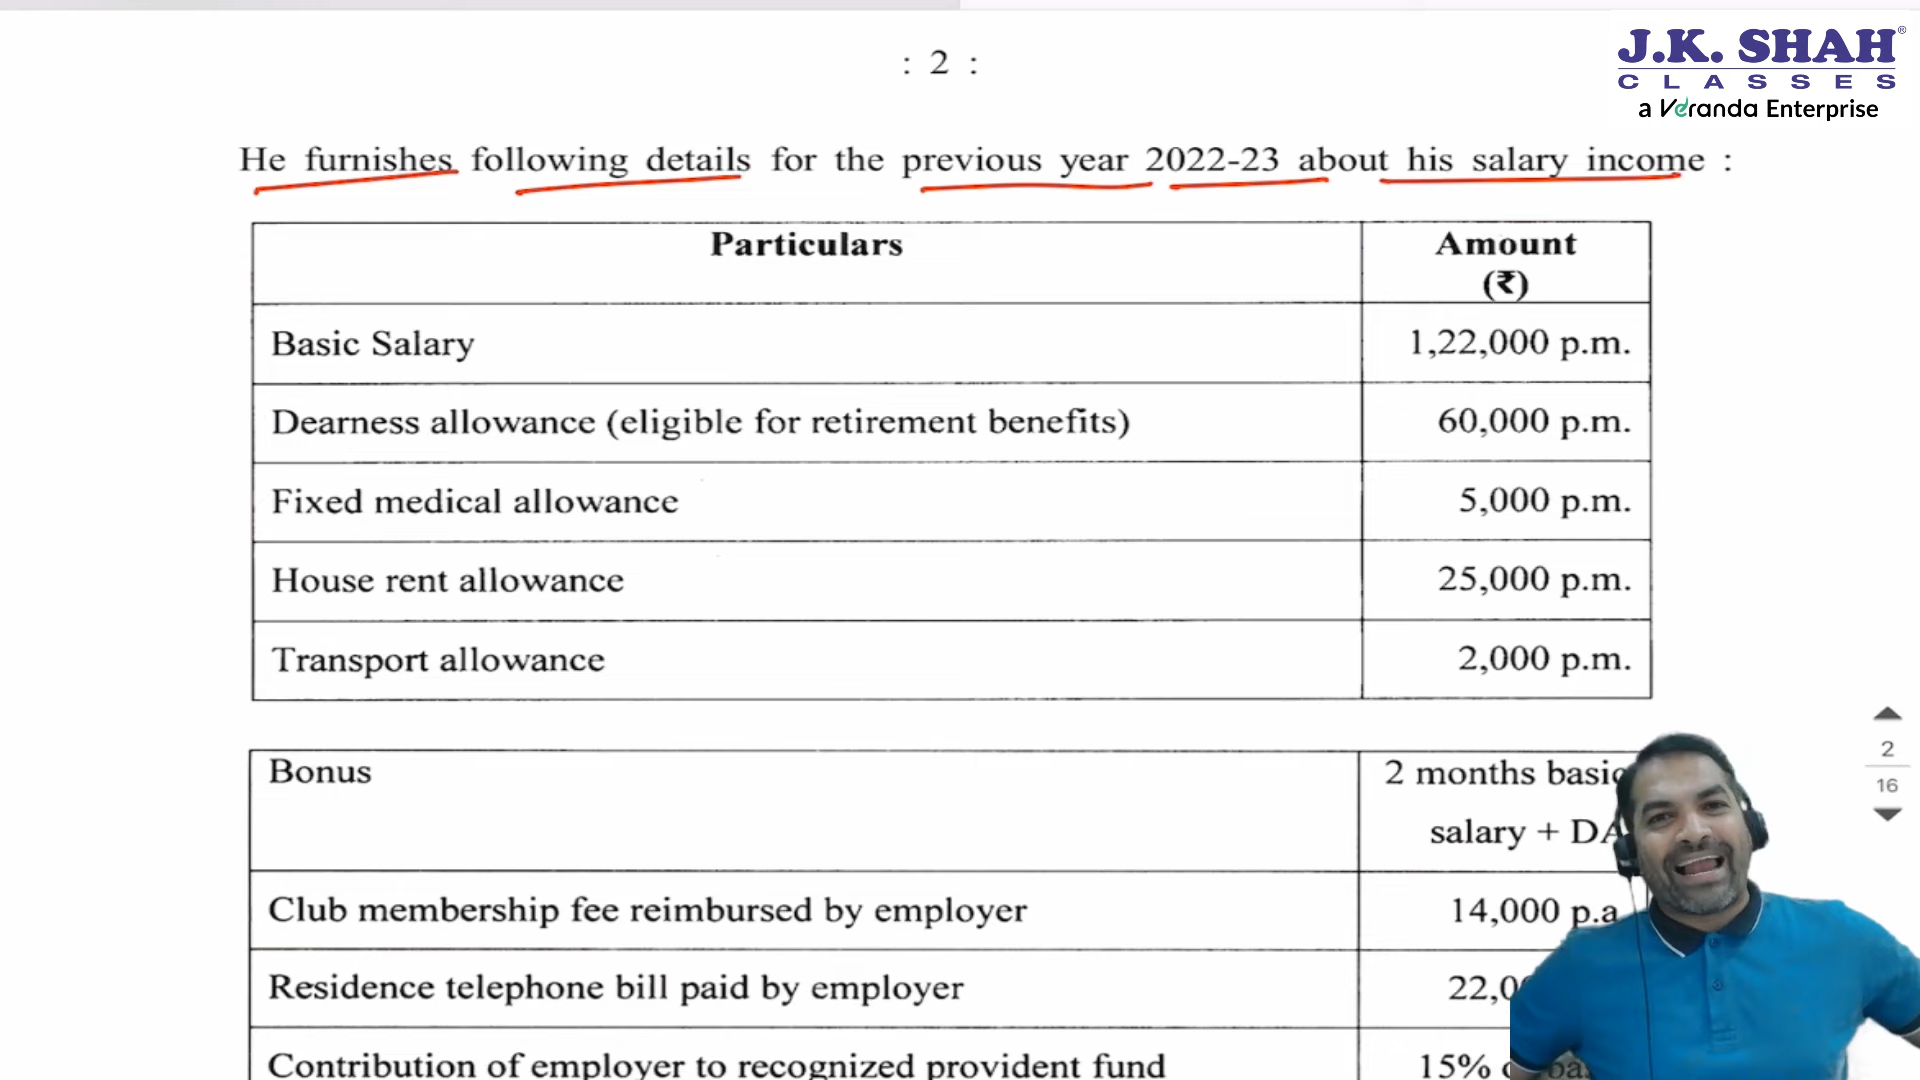 J.K. SHAH®
CLASSES
a Veranda Enterprise
: 2 :
He furnishes following details for the previous year 2022-23 about his salary income :
Particulars Amount
(₹)
Basic Salary 1,22,000 p.m.
Dearness allowance (eligible for retirement benefits) 60,000 p.m.
Fixed medical allowance 5,000 p.m.
House rent allowance 25,000 p.m.
Transport allowance 2,000 p.m.
Bonus 2 months basic
salary + DA
Club membership fee reimbursed by employer 14,000 p.a
Residence telephone bill paid by employer
Contribution of employer to recognized provident fund 15%
2
16